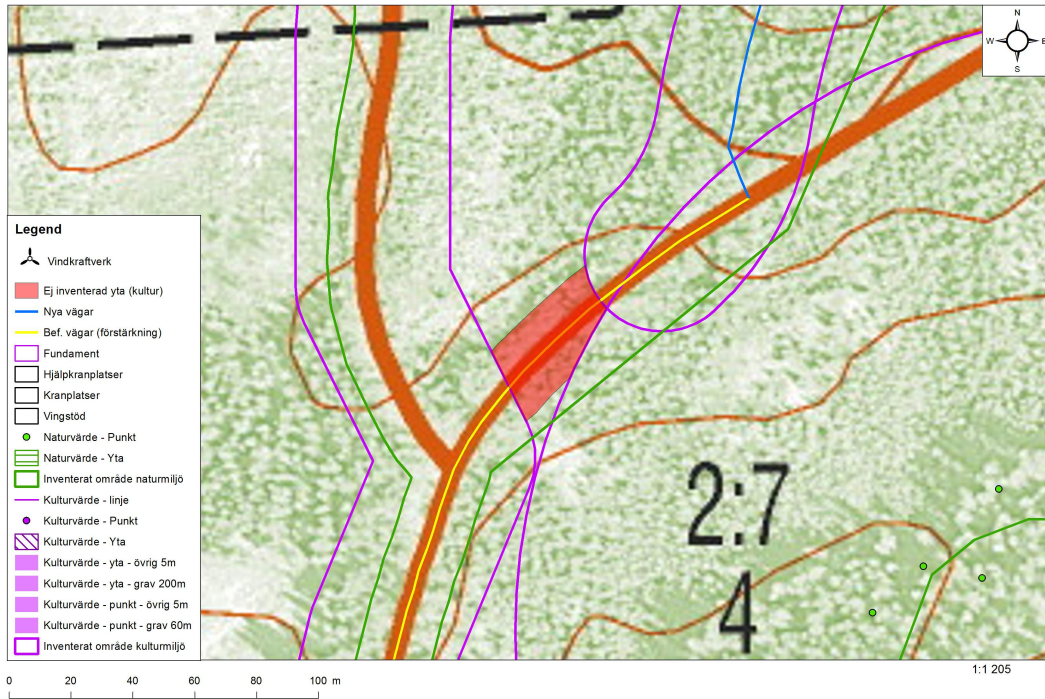 N
W E
S
Legend
Vindkraftverk
Ej inventerad yta (kultur)
Nya vägar
Bef. vägar (förstärkning)
Fundament
Hjälpkranplatser
Kranplatser
Vingstöd
Naturvärde - Punkt
Naturvärde - Yta
Inventerat område naturmiljö
Kulturvärde - linje
Kulturvärde - Punkt
Kulturvärde - Yta
Kulturvärde - yta - övrig 5m
Kulturvärde - yta - grav 200m
Kulturvärde - punkt - övrig 5m
Kulturvärde - punkt - grav 60m
Inventerat område kulturmiljö
2:7
4
1:1 205
0 20 40 60 80 100 m